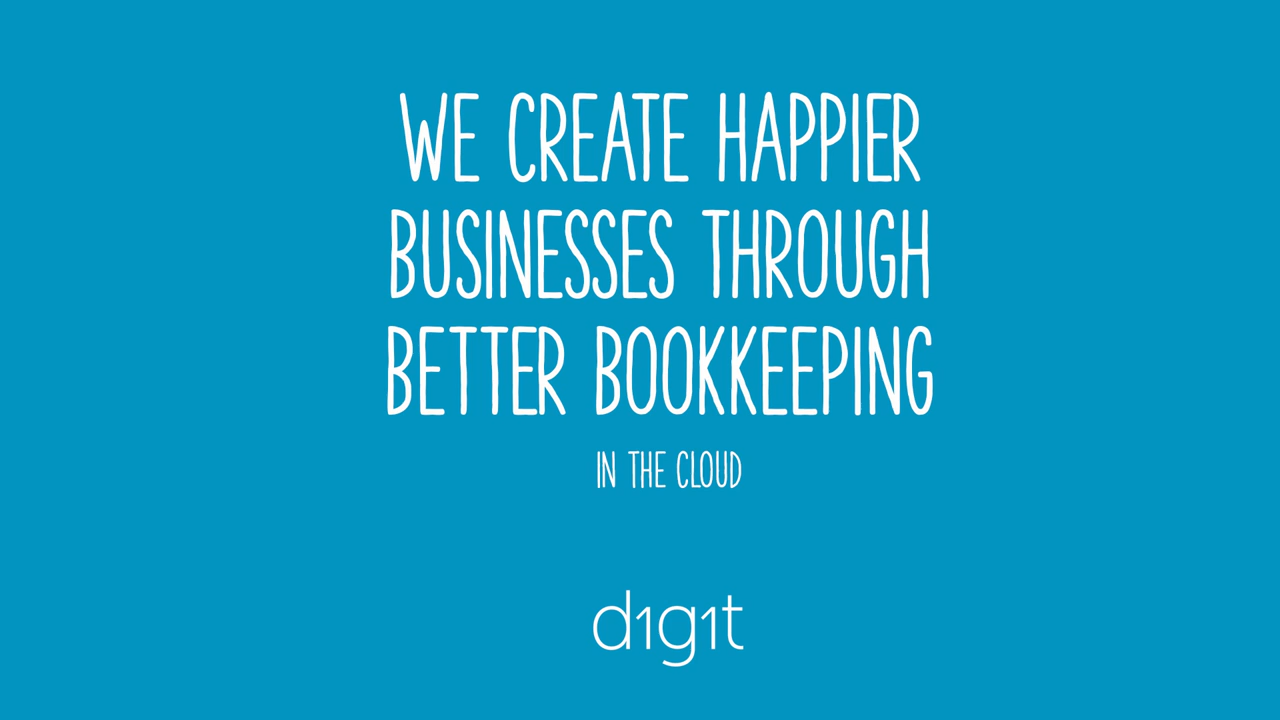 WE CREATE HAPPIER
BUSINESSES THROUGH
BETTER BOOKKEEPING
IN THE CLOUD
d1g1t